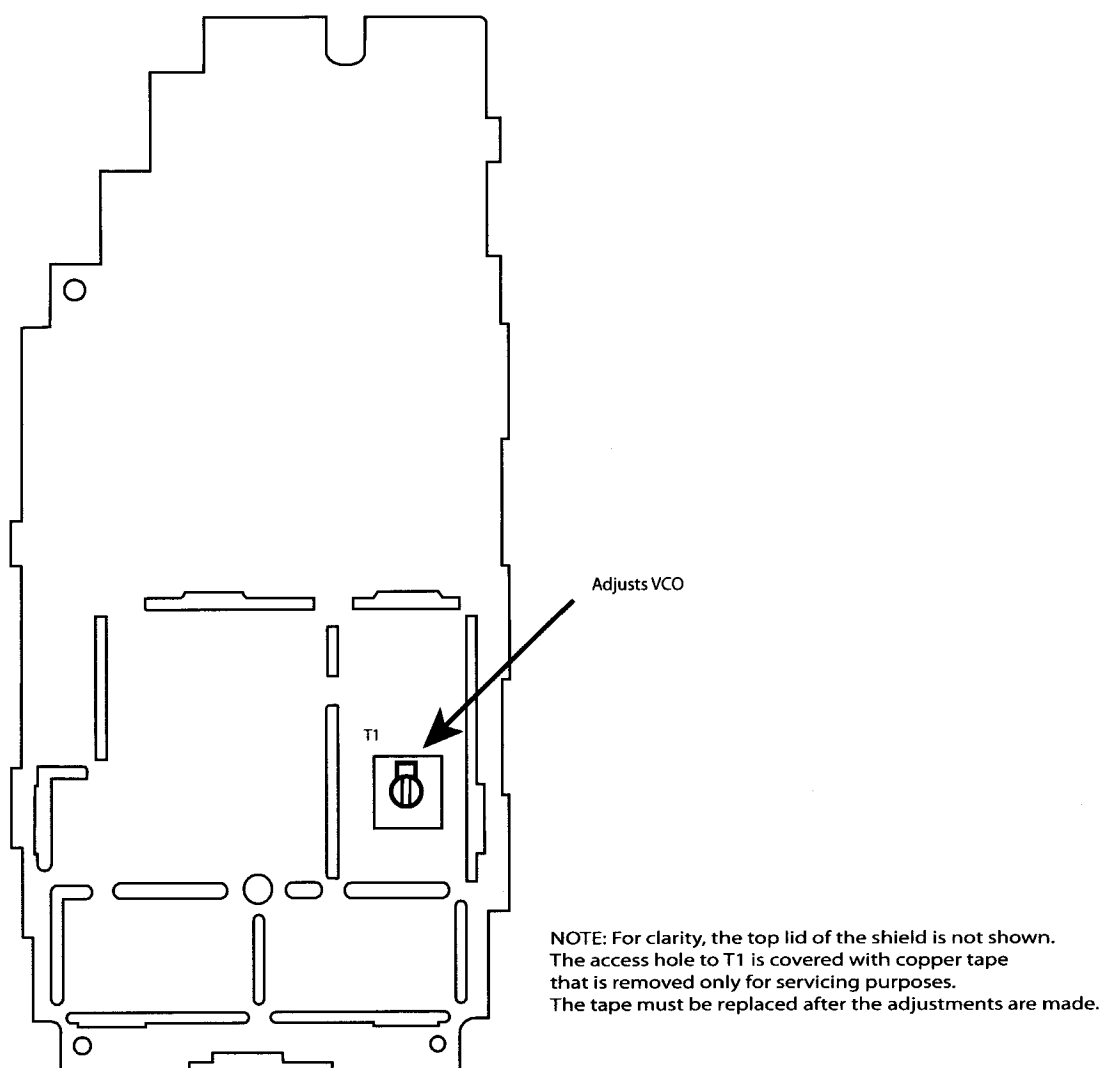 Adjusts VCO
T1
NOTE: For clarity, the top lid of the shield is not shown.
The access hole to T1 is covered with copper tape
that is removed only for servicing purposes.
The tape must be replaced after the adjustments are made.